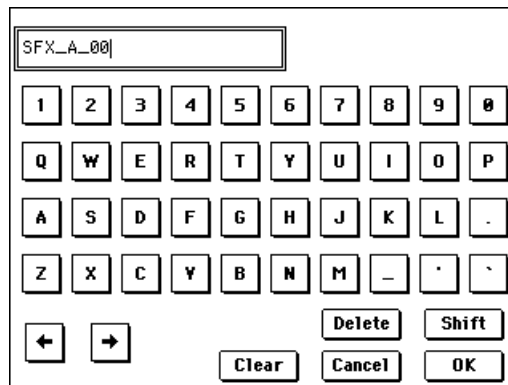 SFX_A_00
1 2 3 4 5 6 7 8 9 0
Q W E R T Y U I O P
A S D F G H J K L .
Z X C V B N M _ ' `
← → Delete Shift
Clear Cancel OK